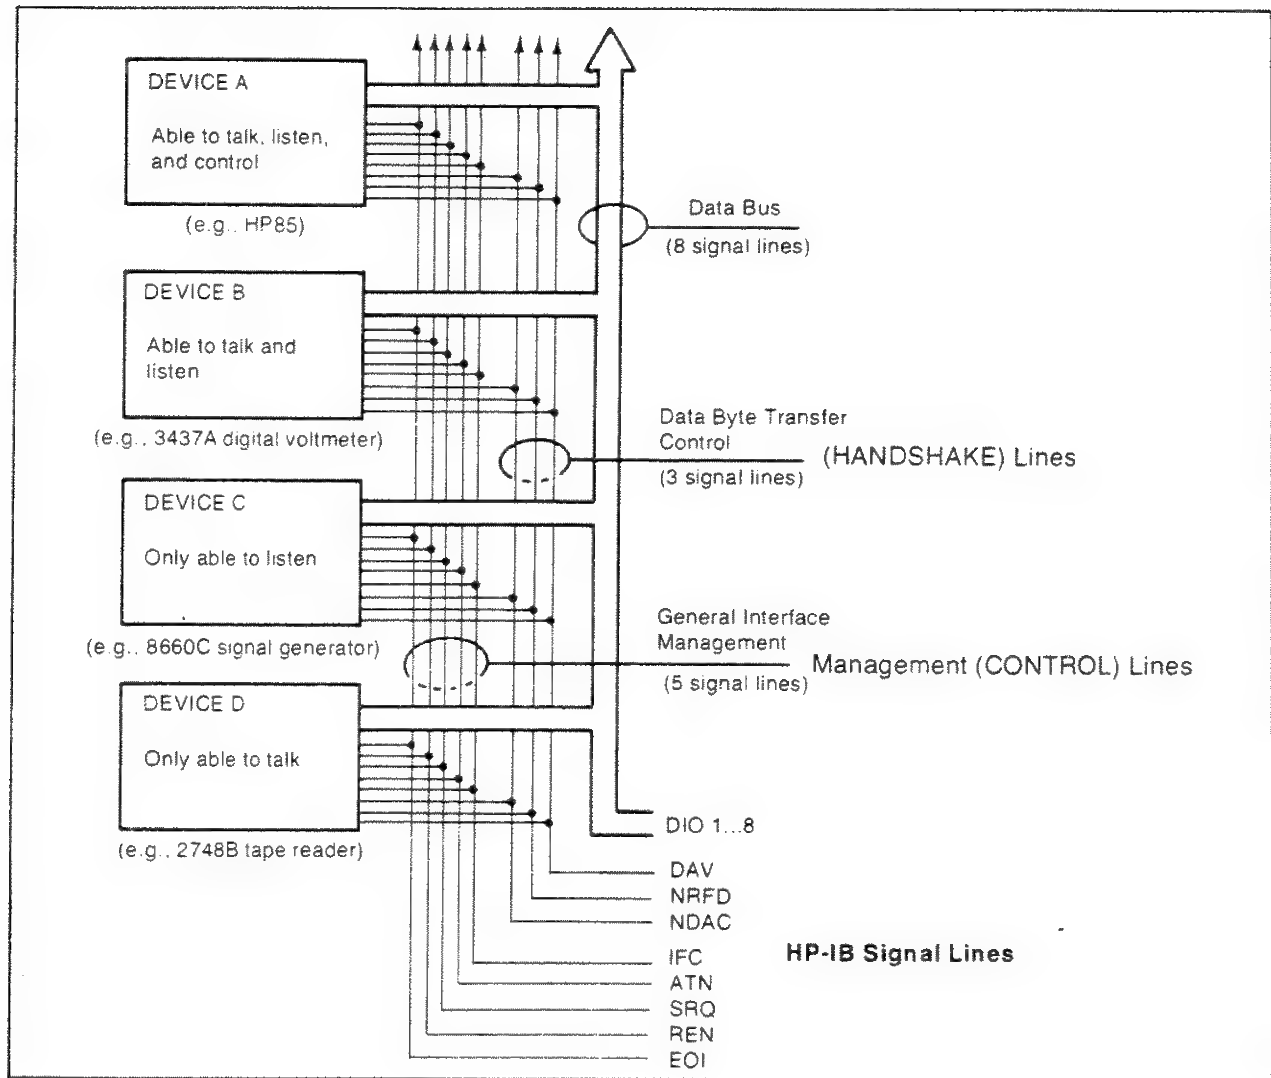 DEVICE A
Able to talk, listen,
and control
(e.g., HP85)
Data Bus
(8 signal lines)
DEVICE B
Able to talk and
listen
(e.g., 3437A digital voltmeter)
Data Byte Transfer
Control
(HANDSHAKE) Lines
(3 signal lines)
DEVICE C
Only able to listen
(e.g., 8660C signal generator)
General Interface
Management
Management (CONTROL) Lines
(5 signal lines)
DEVICE D
Only able to talk
(e.g., 2748B tape reader)
DIO 1...8
DAV
NRFD
NDAC
IFC
HP-IB Signal Lines
ATN
SRQ
REN
EOI